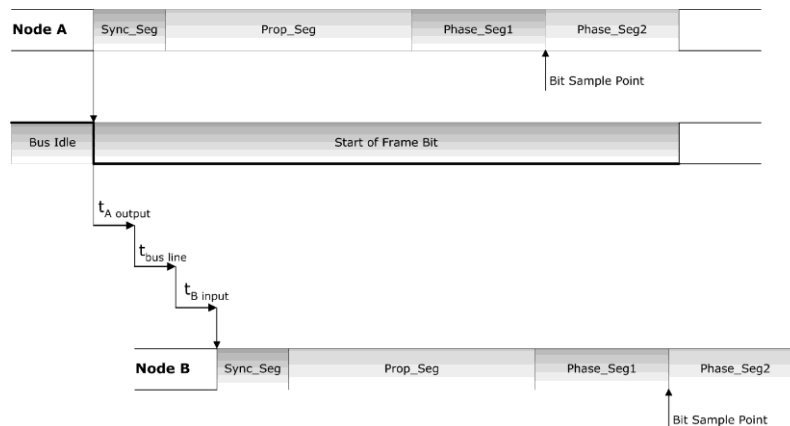 Node A Sync_Seg Prop_Seg Phase_Seg1 Phase_Seg2
Bit Sample Point
Bus Idle Start of Frame Bit
tA output
tbus line
tB input
Node B Sync_Seg Prop_Seg Phase_Seg1 Phase_Seg2
Bit Sample Point